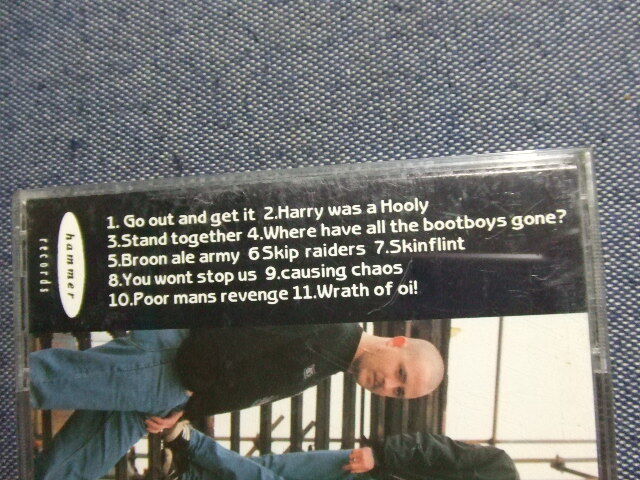 1. Go out and get it 2.Harry was a Hooly
3.Stand together 4.Where have all the bootboys gone?
5.Broon ale army 6 Skip raiders 7.Skinflint
8.You wont stop us 9.causing chaos
10.Poor mans revenge 11.Wrath of oi!
hammer
records